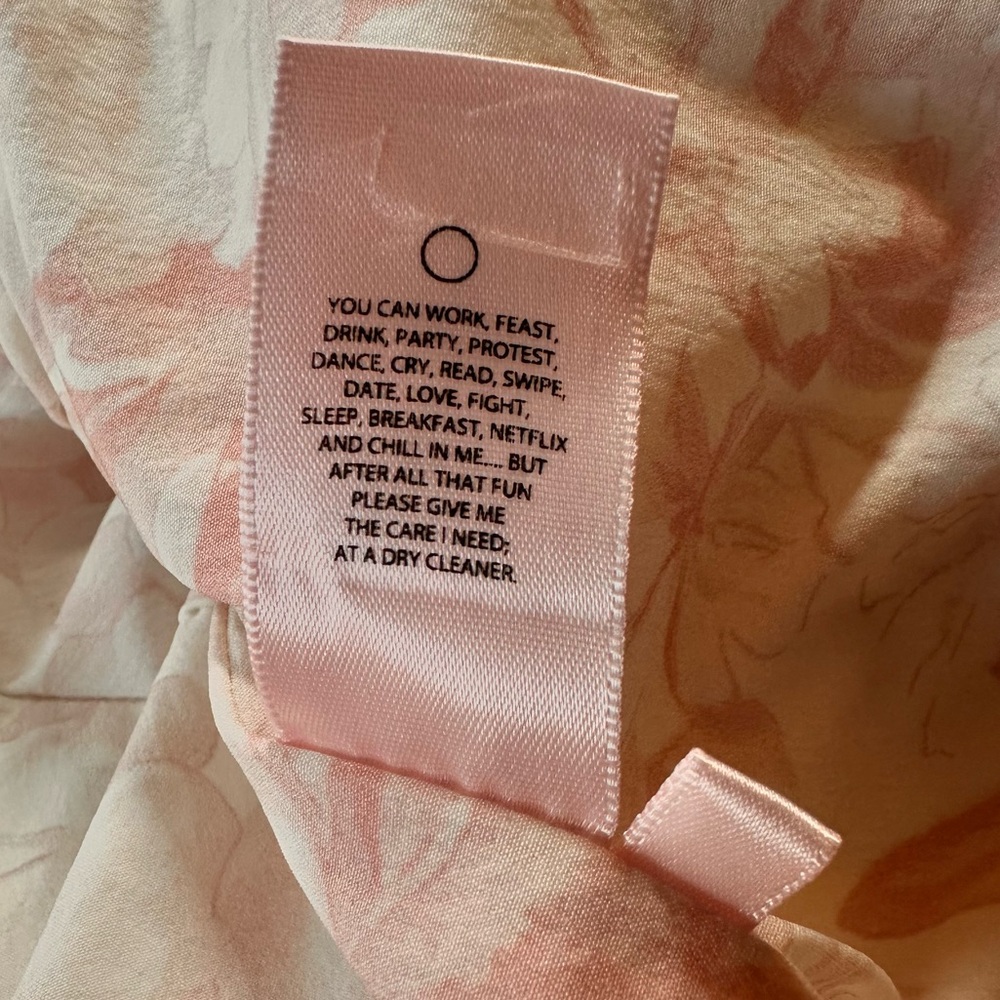 YOU CAN WORK, FEAST,
DRINK, PARTY, PROTEST,
DANCE, CRY, READ, SWIPE,
DATE, LOVE, FIGHT,
SLEEP, BREAKFAST, NETFLIX
AND CHILL IN ME.... BUT
AFTER ALL THAT FUN
PLEASE GIVE ME
THE CARE I NEED;
AT A DRY CLEANER.